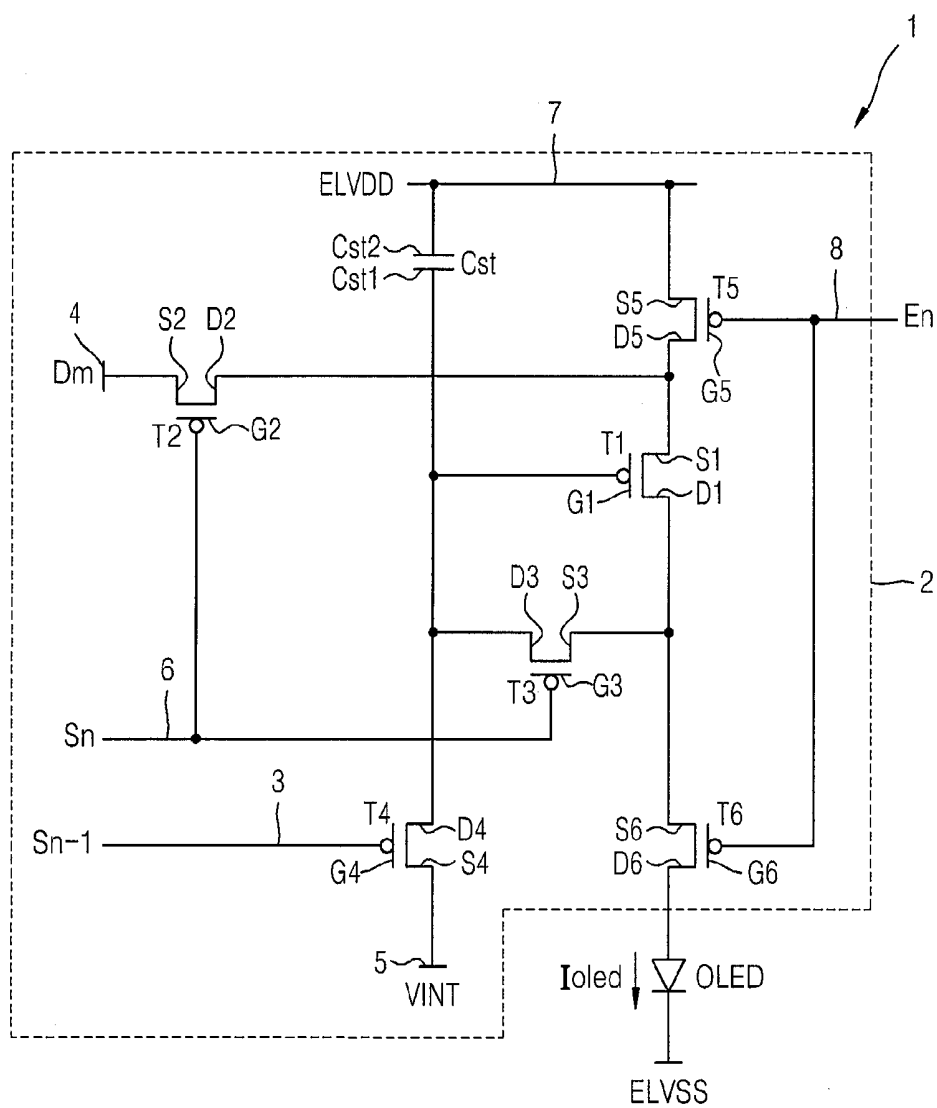 1
7
ELVDD
Cst2
Cst1
Cst
8
T5
S5
D5
G5
En
4
S2
D2
Dm
T2
G2
T1
S1
G1
D1
2
D3
S3
T3
G3
6
Sn
3
Sn-1
T4
D4
G4
S4
T6
S6
D6
G6
5
VINT
Ioled
OLED
ELVSS